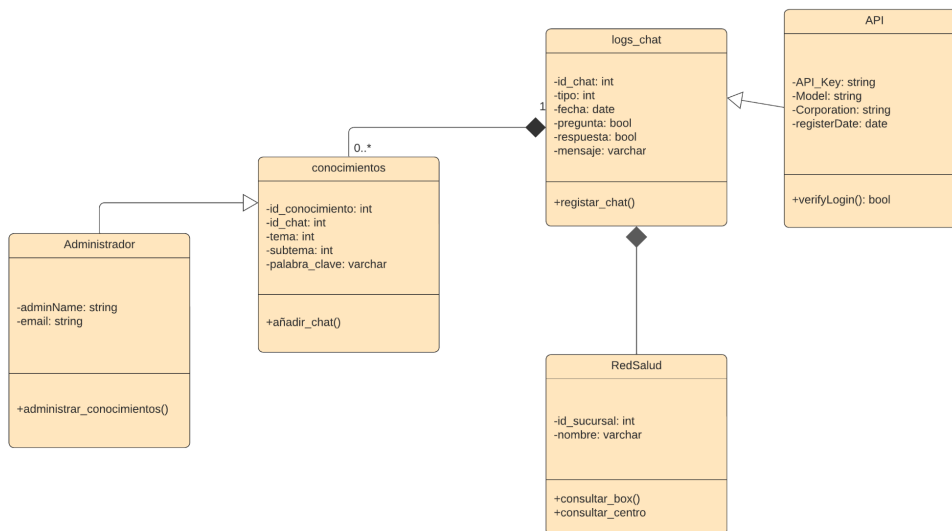 API
-API_Key: string
-Model: string
-Corporation: string
-registerDate: date
+verifyLogin(): bool
logs_chat
-id_chat: int
-tipo: int
-fecha: date
-pregunta: bool
-respuesta: bool
-mensaje: varchar
+registar_chat()
1
0..*
conocimientos
-id_conocimiento: int
-id_chat: int
-tema: int
-subtema: int
-palabra_clave: varchar
+añadir_chat()
Administrador
-adminName: string
-email: string
+administrar_conocimientos()
RedSalud
-id_sucursal: int
-nombre: varchar
+consultar_box()
+consultar_centro